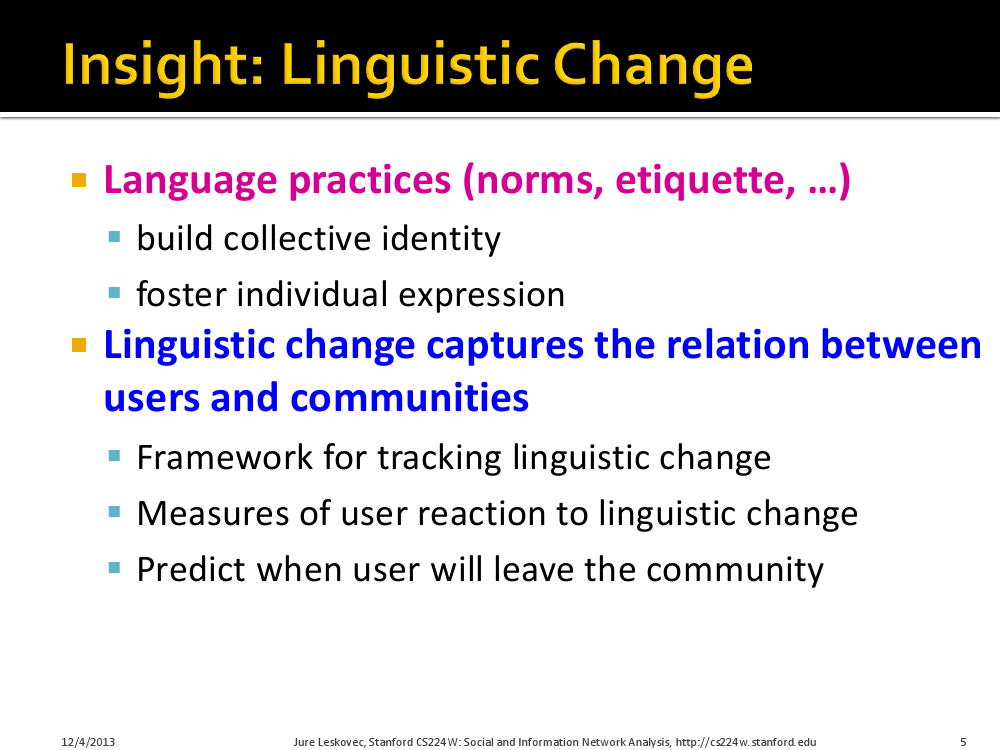 Insight: Linguistic Change
Language practices (norms, etiquette, …)
build collective identity
foster individual expression
Linguistic change captures the relation between
users and communities
Framework for tracking linguistic change
Measures of user reaction to linguistic change
Predict when user will leave the community
12/4/2013
Jure Leskovec, Stanford CS224W: Social and Information Network Analysis, http://cs224w.stanford.edu
5